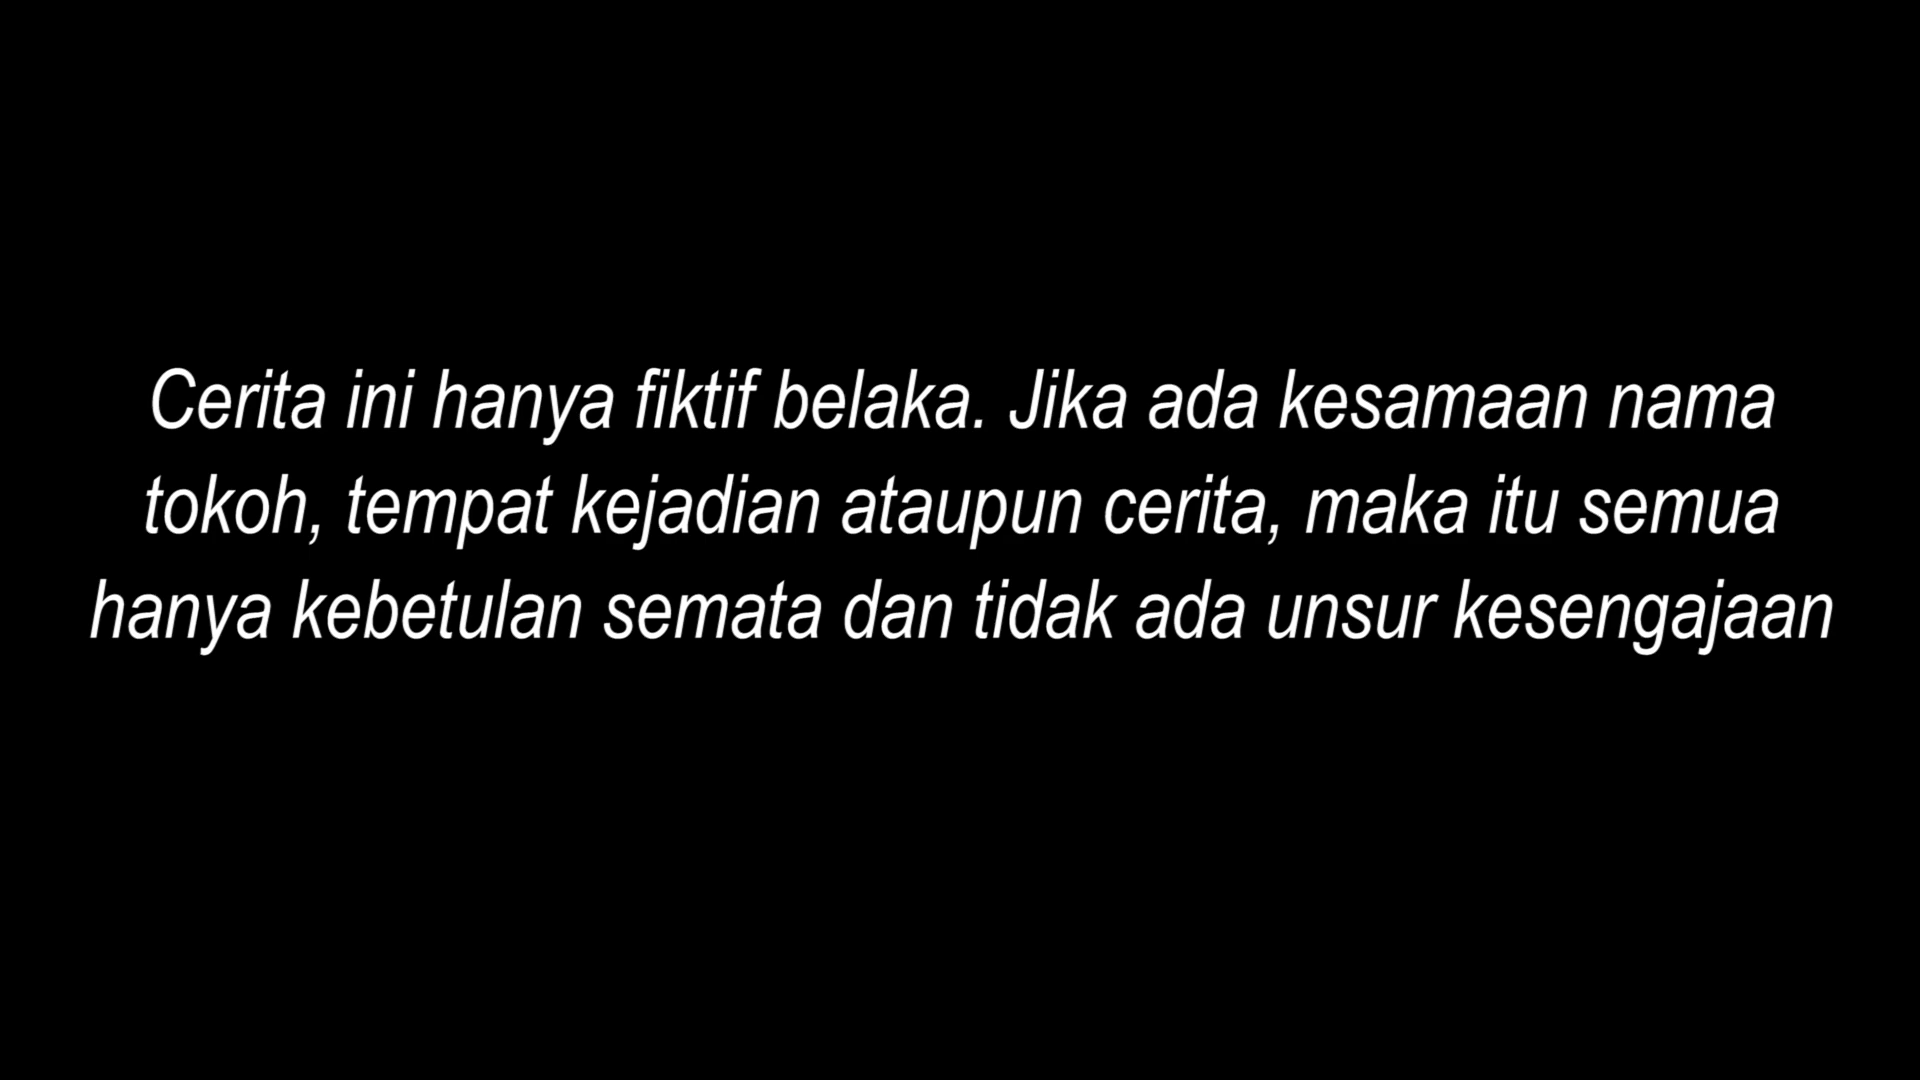 Cerita ini hanya fiktif belaka. Jika ada kesamaan nama
tokoh, tempat kejadian ataupun cerita, maka itu semua
hanya kebetulan semata dan tidak ada unsur kesengajaan